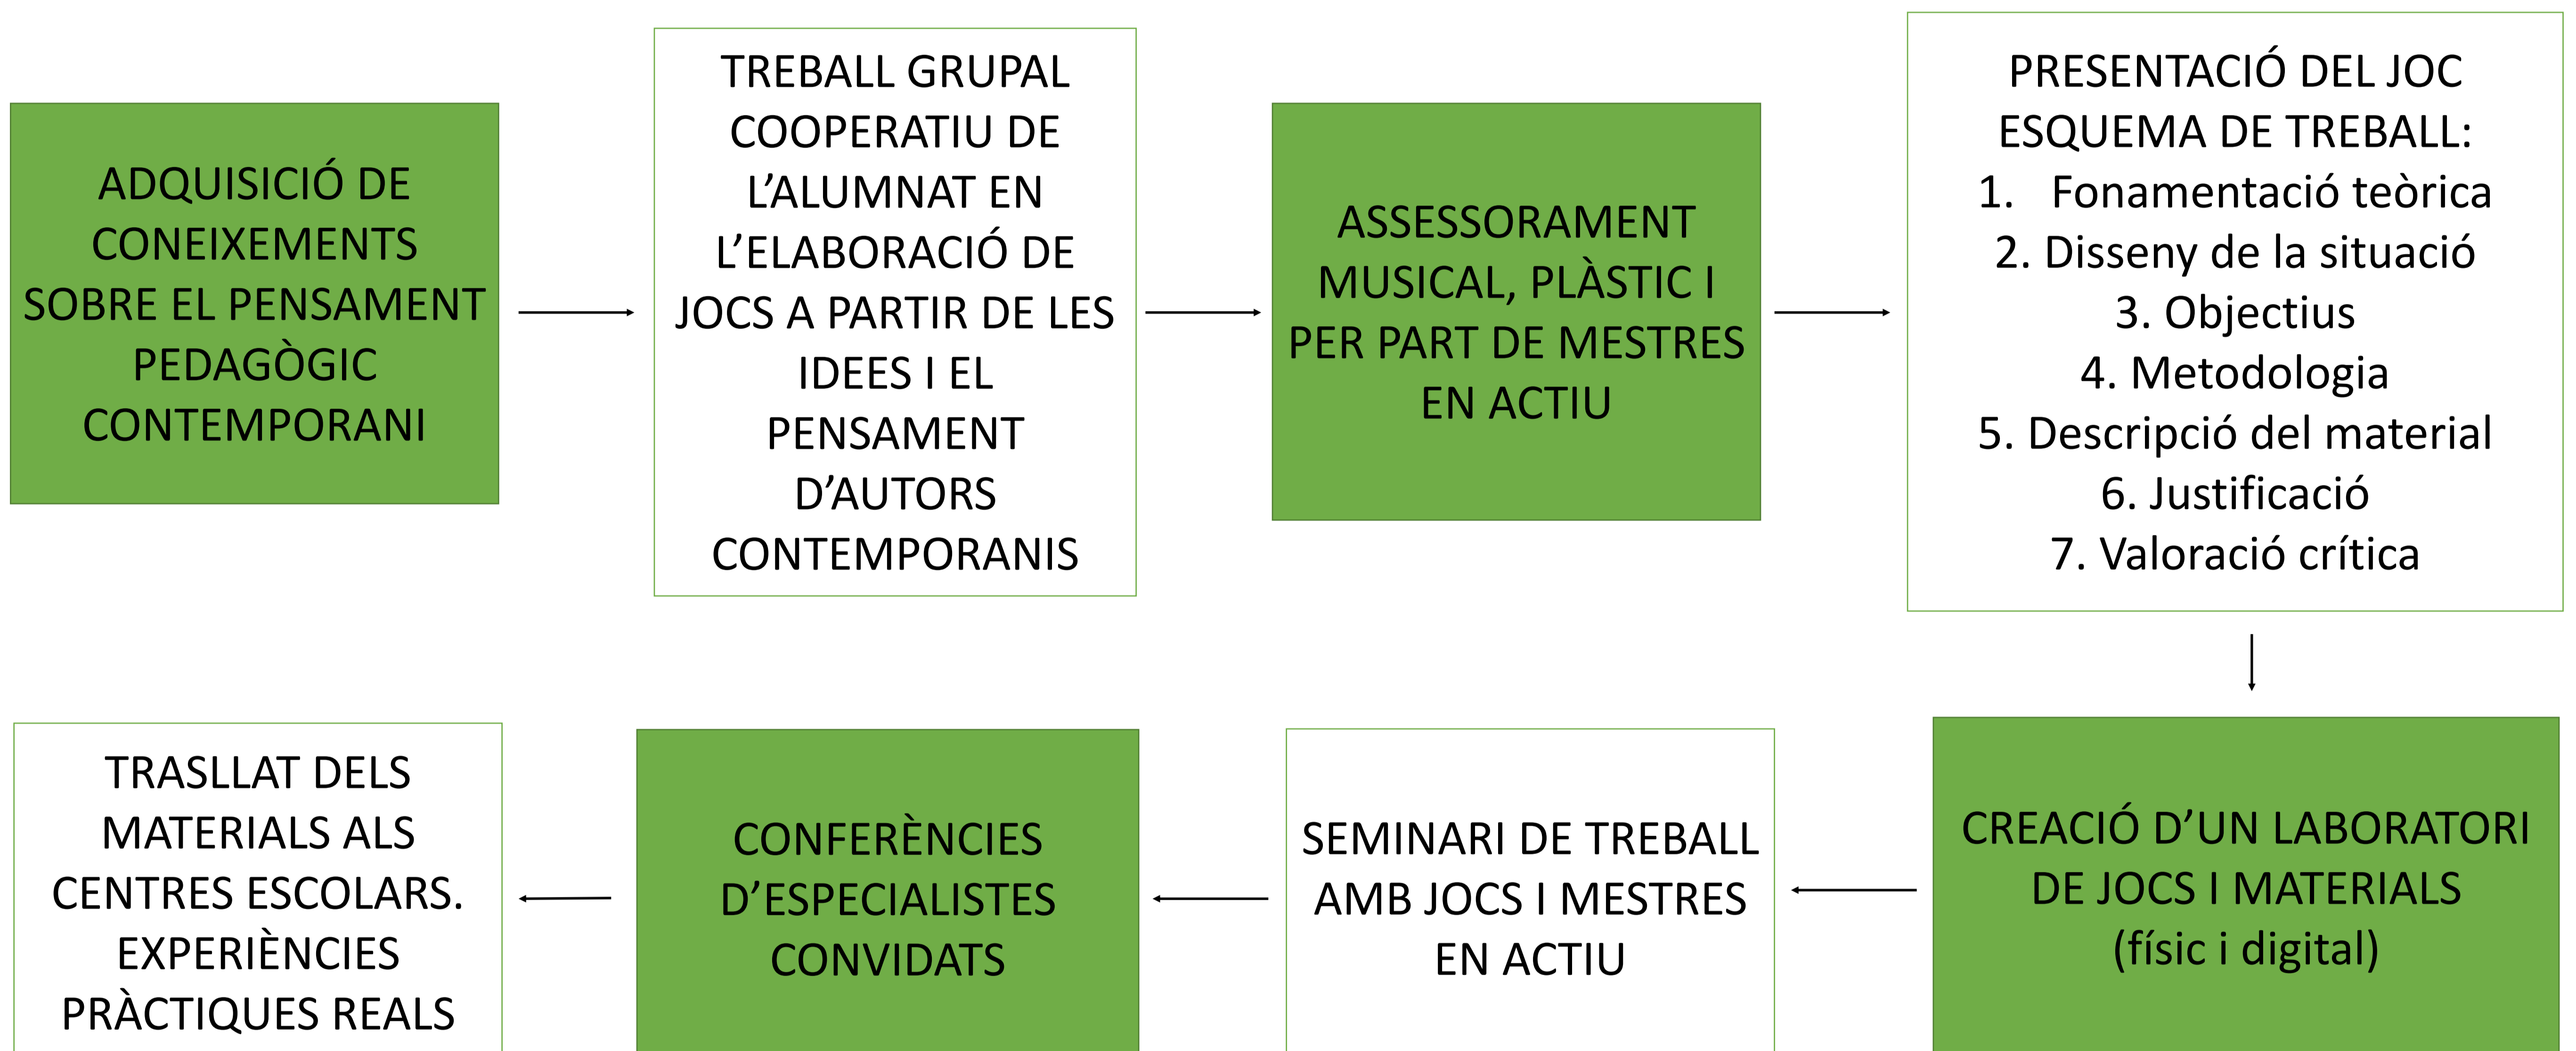 ADQUISICIÓ DE
CONEIXEMENTS
SOBRE EL PENSAMENT
PEDAGÒGIC
CONTEMPORANI
TREBALL GRUPAL
COOPERATIU DE
L’ALUMNAT EN
L’ELABORACIÓ DE
JOCS A PARTIR DE LES
IDEES I EL
PENSAMENT
D’AUTORS
CONTEMPORANIS
ASSESSORAMENT
MUSICAL, PLÀSTIC I
PER PART DE MESTRES
EN ACTIU
PRESENTACIÓ DEL JOC
ESQUEMA DE TREBALL:
1. Fonamentació teòrica
2. Disseny de la situació
3. Objectius
4. Metodologia
5. Descripció del material
6. Justificació
7. Valoració crítica
CREACIÓ D’UN LABORATORI
DE JOCS I MATERIALS
(físic i digital)
SEMINARI DE TREBALL
AMB JOCS I MESTRES
EN ACTIU
CONFERÈNCIES
D’ESPECIALISTES
CONVIDATS
TRASLLAT DELS
MATERIALS ALS
CENTRES ESCOLARS.
EXPERIÈNCIES
PRÀCTIQUES REALS